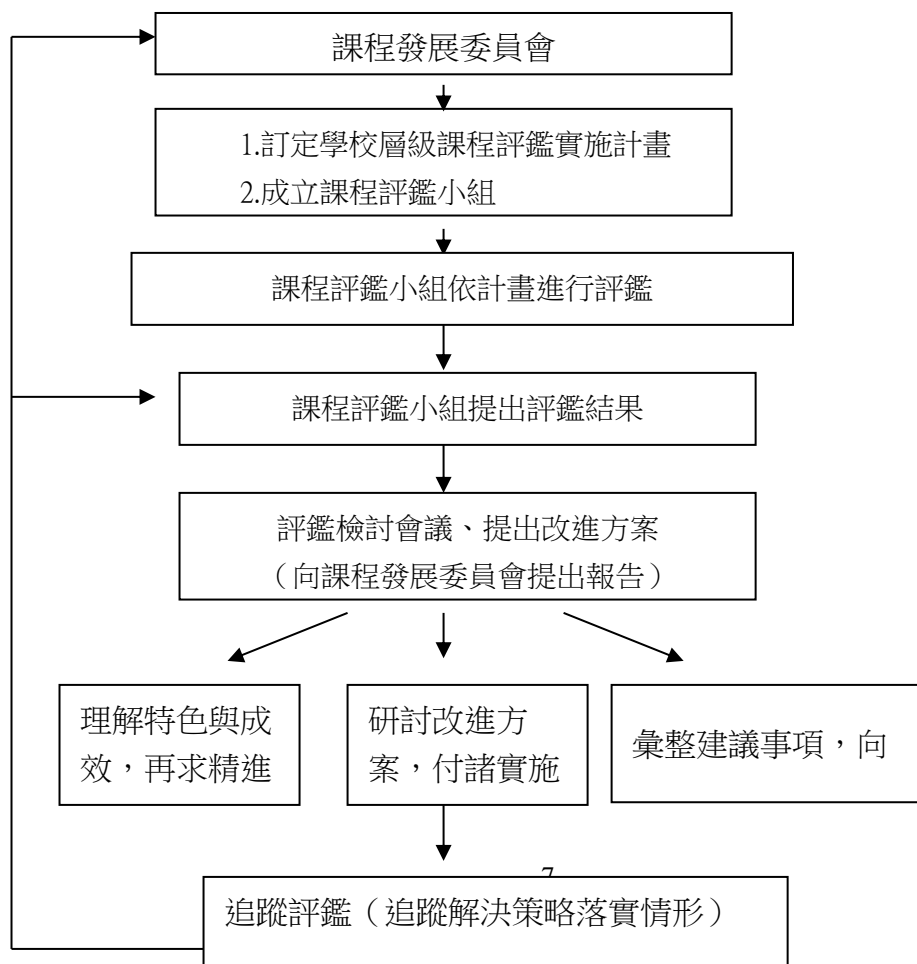 課程發展委員會
1.訂定學校層級課程評鑑實施計畫
2.成立課程評鑑小組
課程評鑑小組依計畫進行評鑑
課程評鑑小組提出評鑑結果
評鑑檢討會議、提出改進方案
（向課程發展委員會提出報告）
理解特色與成
效，再求精進
研討改進方
案，付諸實施
彙整建議事項，向
7
追蹤評鑑（追蹤解決策略落實情形）